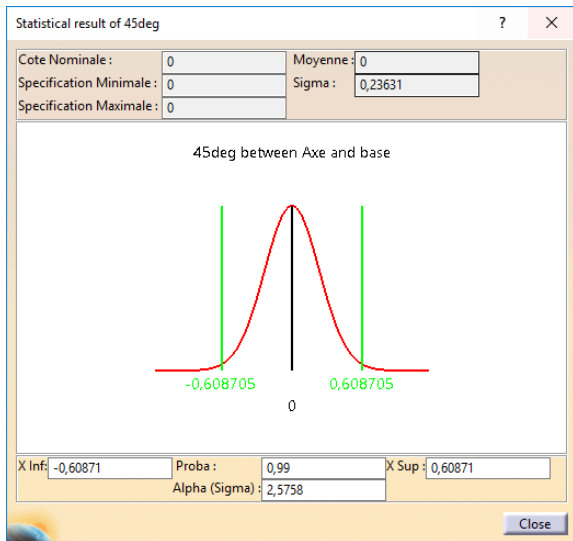 Statistical result of 45deg ? ×
Cote Nominale : 0 Moyenne : 0
Specification Minimale : 0 Sigma : 0,23631
Specification Maximale : 0
45deg between Axe and base
-0,608705 0,608705
0
X Inf: -0,60871 Proba : 0,99 X Sup : 0,60871
Alpha (Sigma) : 2,5758
Close